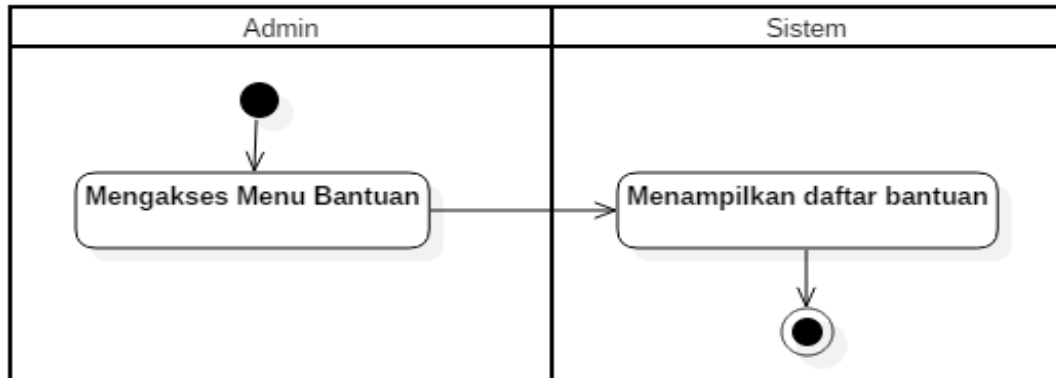 Admin
Sistem
Mengakses Menu Bantuan
Menampilkan daftar bantuan